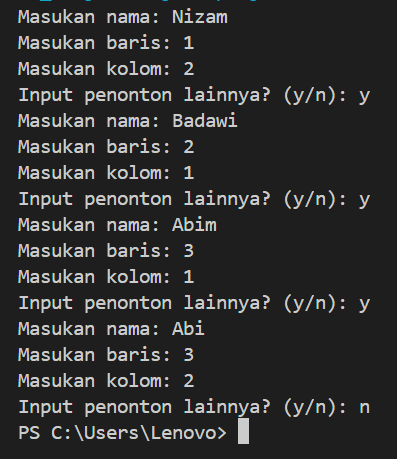 Masukan nama: Nizam
Masukan baris: 1
Masukan kolom: 2
Input penonton lainnya? (y/n): y
Masukan nama: Badawi
Masukan baris: 2
Masukan kolom: 1
Input penonton lainnya? (y/n): y
Masukan nama: Abim
Masukan baris: 3
Masukan kolom: 1
Input penonton lainnya? (y/n): y
Masukan nama: Abi
Masukan baris: 3
Masukan kolom: 2
Input penonton lainnya? (y/n): n
PS C:\Users\Lenovo>